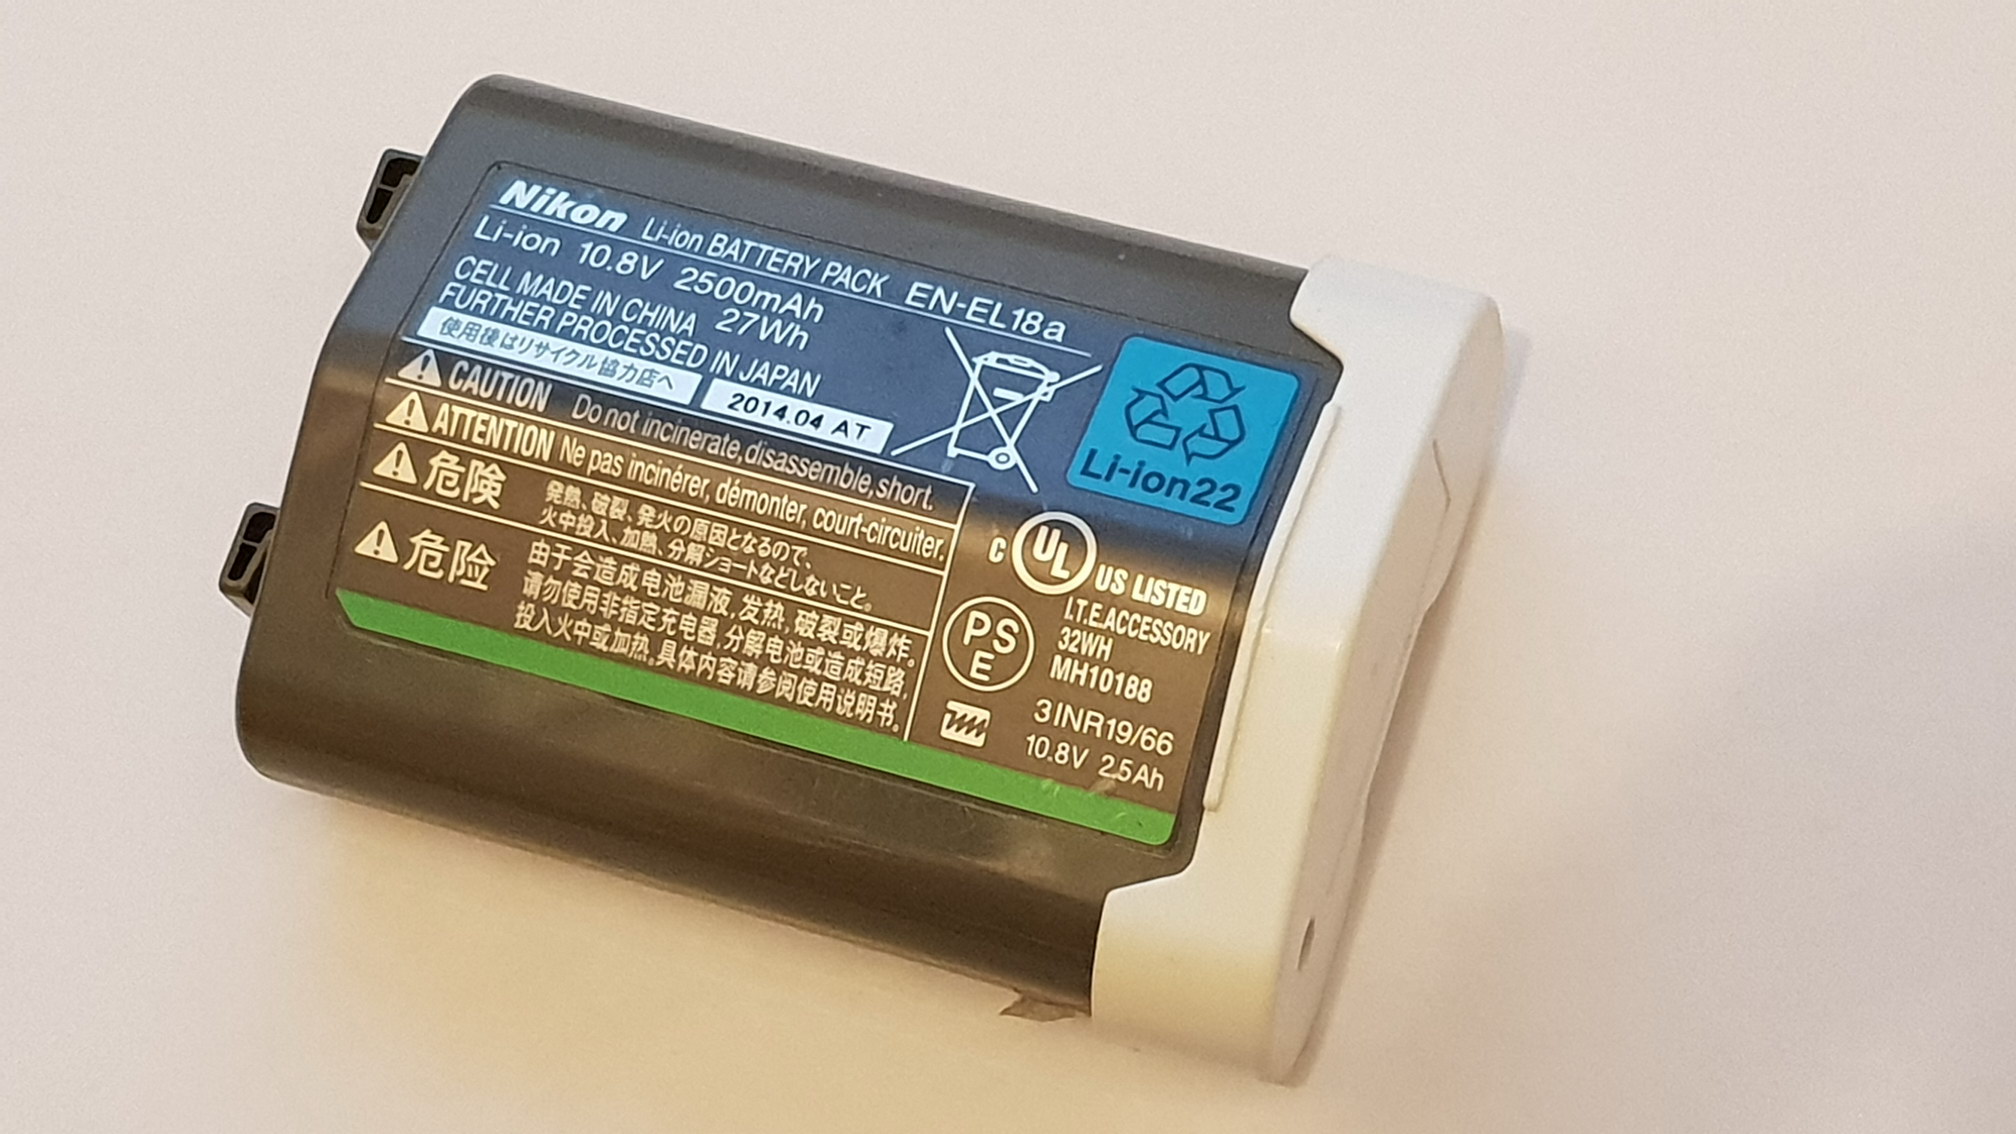 Nikon Li-ion BATTERY PACK EN-EL18a
Li-ion 10.8V 2500mAh 27Wh
CELL MADE IN CHINA
FURTHER PROCESSED IN JAPAN
使用後はリサイクル協力店へ
2014.04 AT
Li-ion22
CAUTION Do not incinerate, disassemble, short.
ATTENTION Ne pas incinérer, démonter, court-circuiter.
危険 発熱、破裂、発火の原因となるので、
火中投入、加熱、分解ショートなどしないこと。
危险 由于会造成电池漏液,发热,破裂或爆炸。
请勿使用非指定充电器,分解电池或造成短路,
投入火中或加热。具体内容请参阅使用说明书。
C UL US LISTED
I.T.E.ACCESSORY
32WH
MH10188
PS
E
3INR19/66
10.8V 2.5Ah